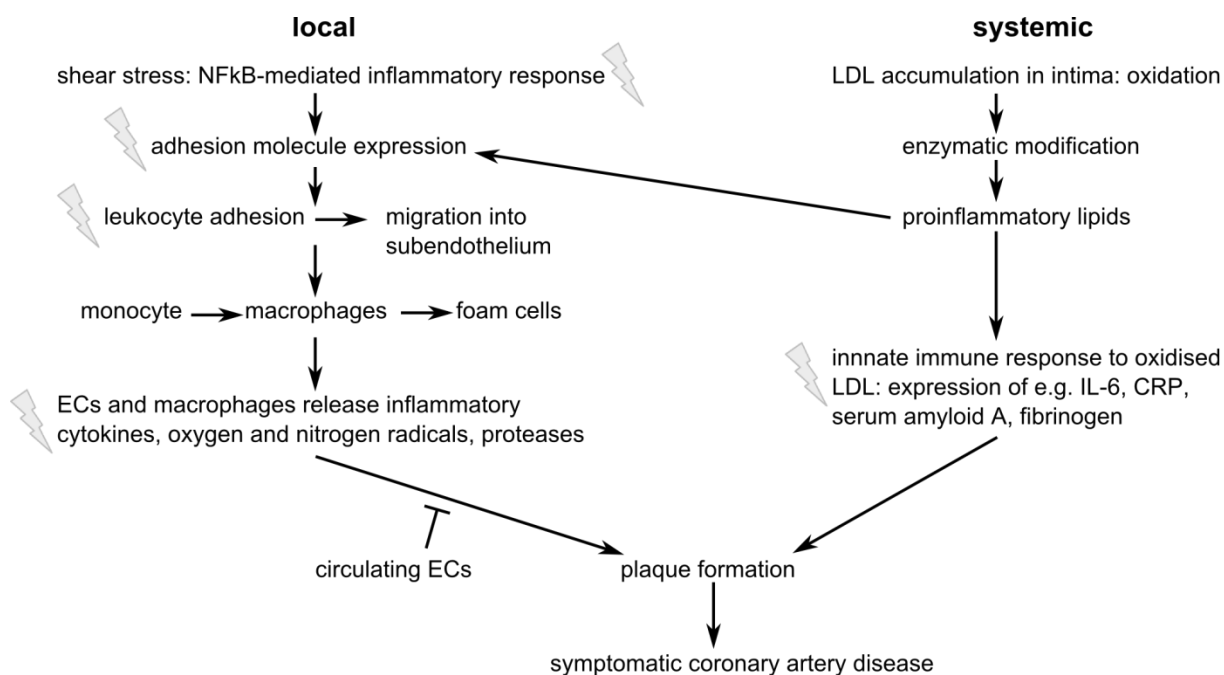 local
shear stress: NFkB-mediated inflammatory response
adhesion molecule expression
leukocyte adhesion
migration into
subendothelium
monocyte
macrophages
foam cells
ECs and macrophages release inflammatory
cytokines, oxygen and nitrogen radicals, proteases
circulating ECs
systemic
LDL accumulation in intima: oxidation
enzymatic modification
proinflammatory lipids
innnate immune response to oxidised
LDL: expression of e.g. IL-6, CRP,
serum amyloid A, fibrinogen
plaque formation
symptomatic coronary artery disease